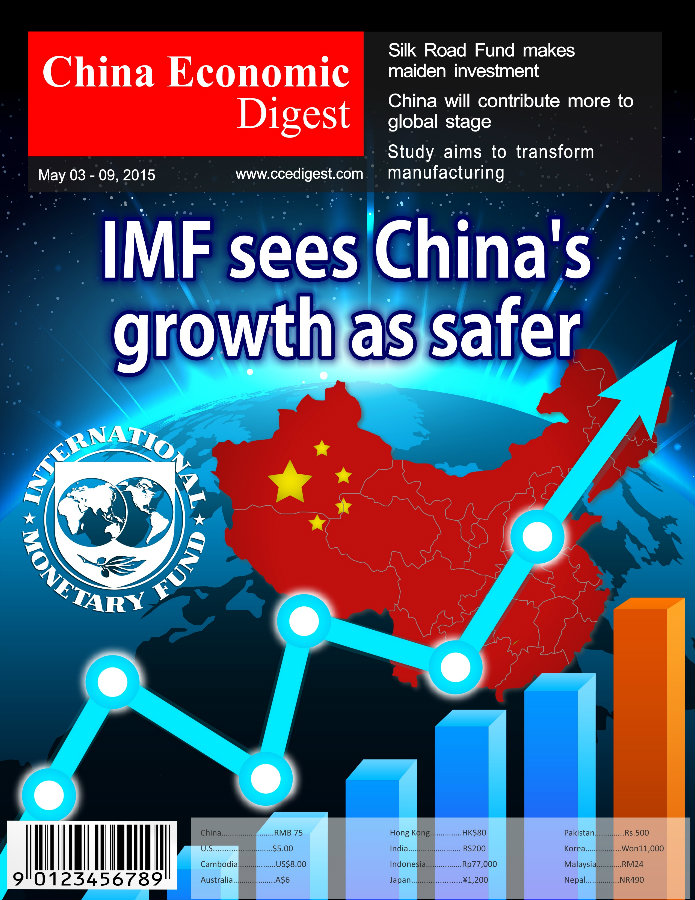 China Economic
Digest
May 03 - 09, 2015
www.ccedigest.com
Silk Road Fund makes
maiden investment
China will contribute more to
global stage
Study aims to transform
manufacturing
IMF sees China's
growth as safer
INTERNATIONAL
MONETARY FUND
9 0123456789
China......................RMB 75
U.S.........................$5.00
Cambodia................US$8.00
Australia..................A$6
Hong Kong.............HK$80
India......................RS200
Indonesia...............Rp77,000
Japan.....................¥1,200
Pakistan............Rs 500
Korea...............Won11,000
Malaysia...........RM24
Nepal..............NR490